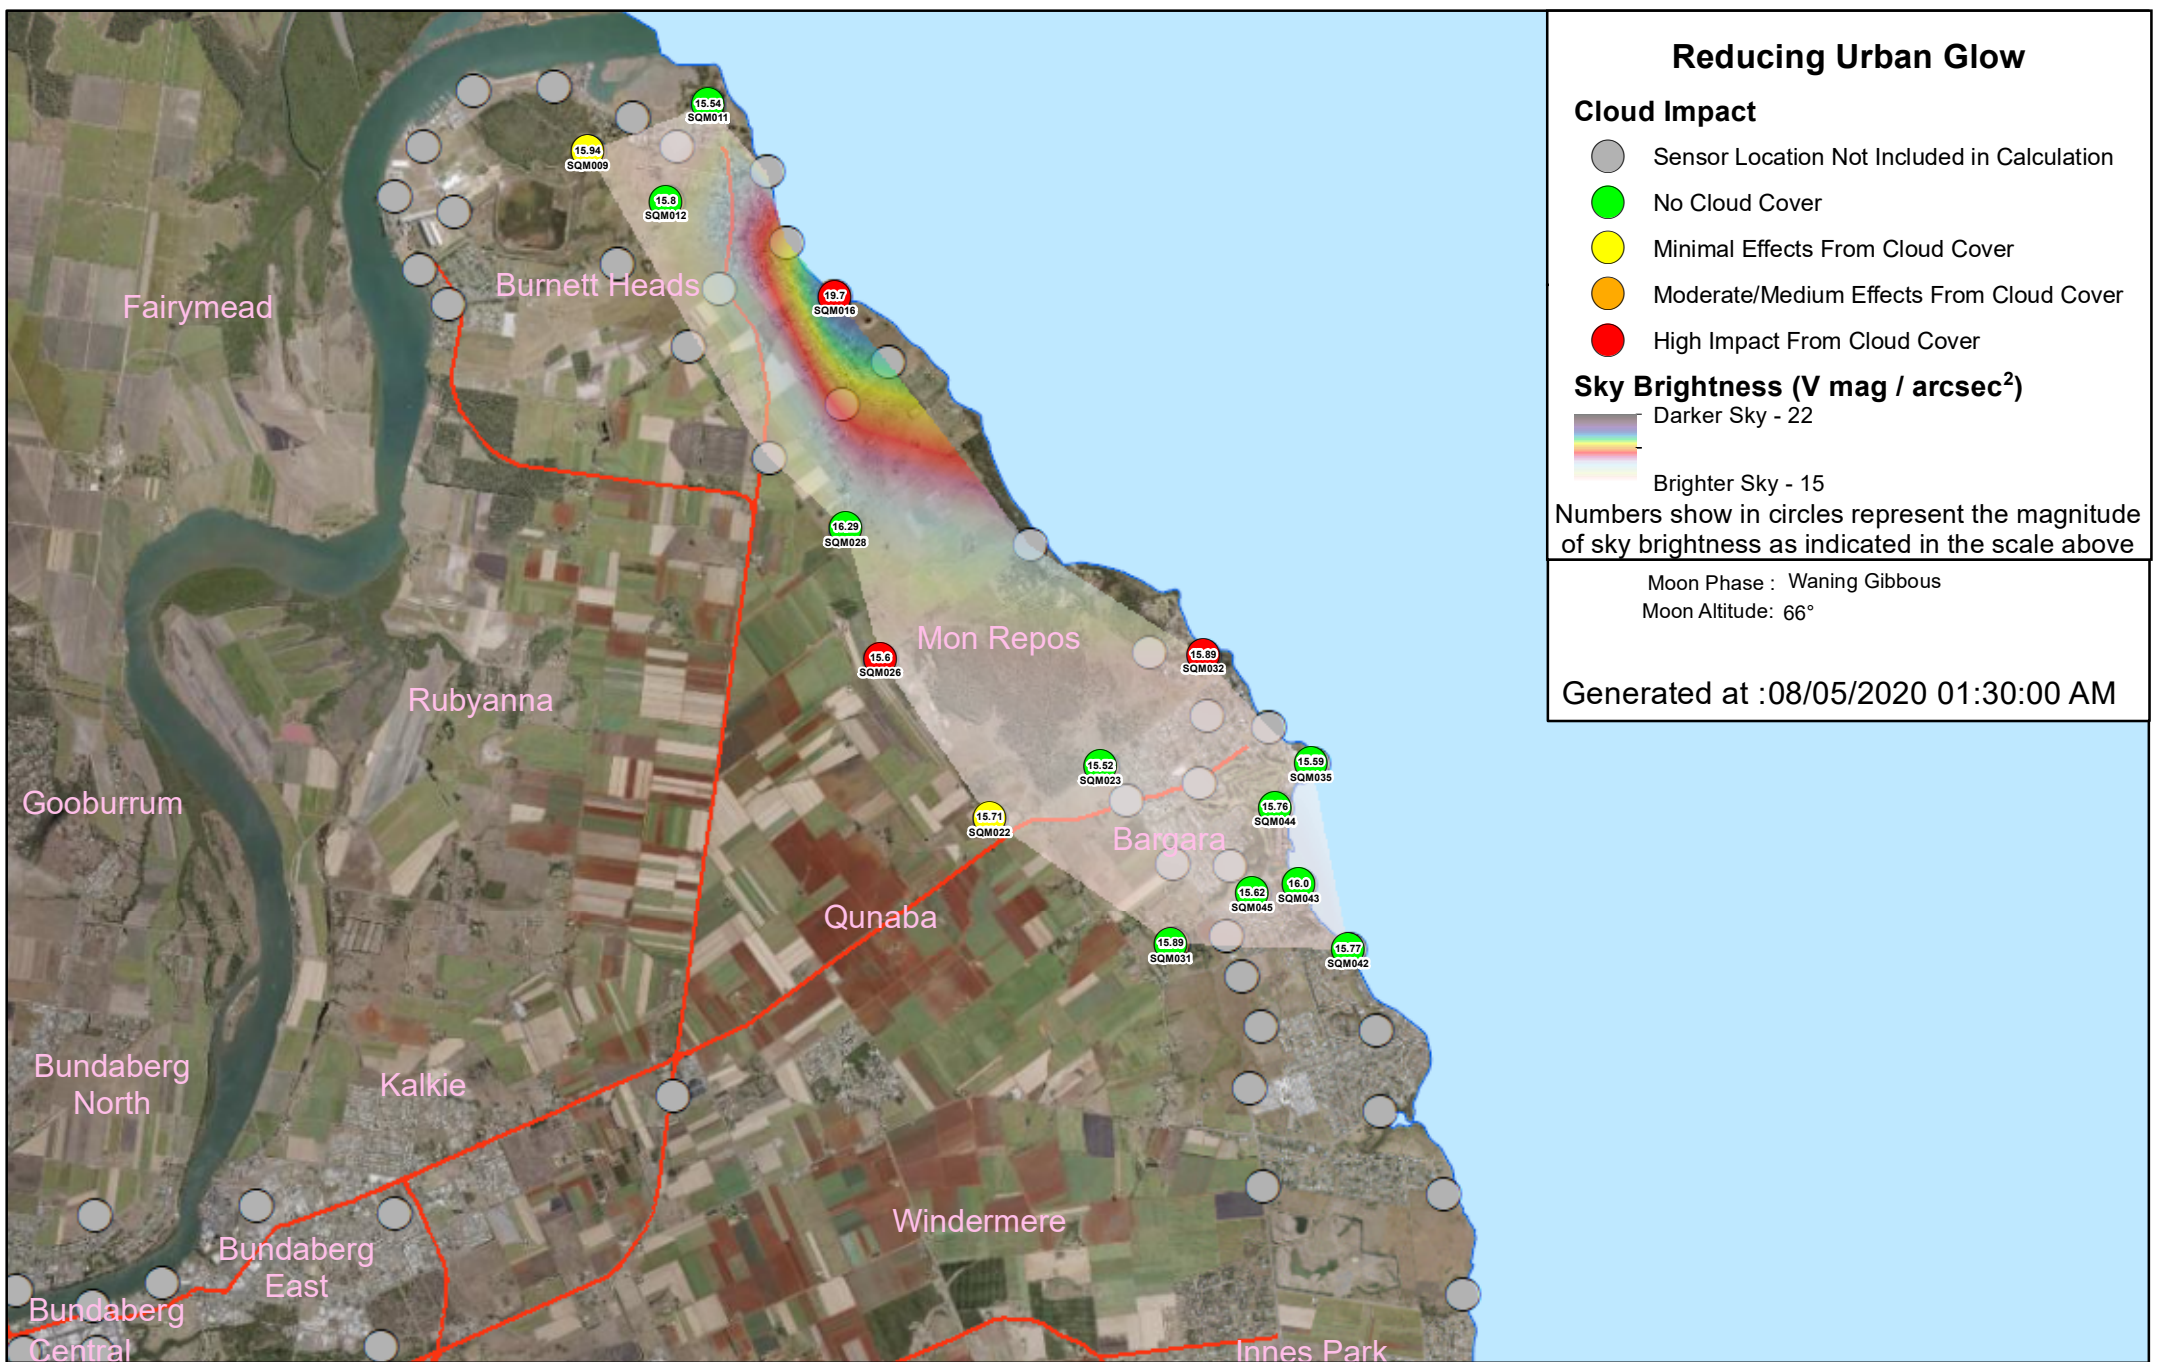 Reducing Urban Glow
Cloud Impact
Sensor Location Not Included in Calculation
No Cloud Cover
Minimal Effects From Cloud Cover
Moderate/Medium Effects From Cloud Cover
High Impact From Cloud Cover
Sky Brightness (V mag / arcsec²)
Darker Sky - 22
Brighter Sky - 15
Numbers show in circles represent the magnitude
of sky brightness as indicated in the scale above
Moon Phase : Waning Gibbous
Moon Altitude: 66°
Generated at :08/05/2020 01:30:00 AM
15.54
SQM011
15.94
SQM009
15.8
SQM012
Burnett Heads
Fairymead
19.7
SQM016
16.29
SQM028
Mon Repos
15.6
SQM026
15.89
SQM032
Rubyanna
15.52
SQM023
15.59
SQM035
Gooburrum
15.76
SQM044
15.71
SQM022
Bargara
15.62
SQM045
16.0
SQM043
Qunaba
15.89
SQM031
15.77
SQM042
Bundaberg
North
Kalkie
Windermere
Bundaberg
East
Bundaberg
Central
Innes Park